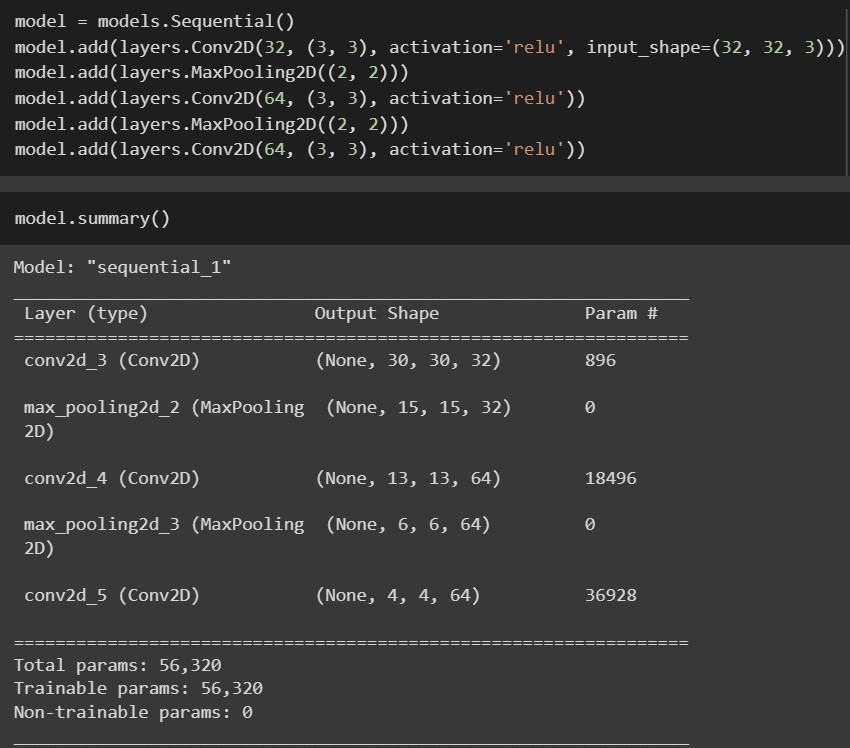 model = models.Sequential()
model.add(layers.Conv2D(32, (3, 3), activation='relu', input_shape=(32, 32, 3)))
model.add(layers.MaxPooling2D((2, 2)))
model.add(layers.Conv2D(64, (3, 3), activation='relu'))
model.add(layers.MaxPooling2D((2, 2)))
model.add(layers.Conv2D(64, (3, 3), activation='relu'))
model.summary()
Model: "sequential_1"
_________________________________________________________________
Layer (type) Output Shape Param #
=================================================================
conv2d_3 (Conv2D) (None, 30, 30, 32) 896
max_pooling2d_2 (MaxPooling (None, 15, 15, 32) 0
2D)
conv2d_4 (Conv2D) (None, 13, 13, 64) 18496
max_pooling2d_3 (MaxPooling (None, 6, 6, 64) 0
2D)
conv2d_5 (Conv2D) (None, 4, 4, 64) 36928
=================================================================
Total params: 56,320
Trainable params: 56,320
Non-trainable params: 0
_________________________________________________________________